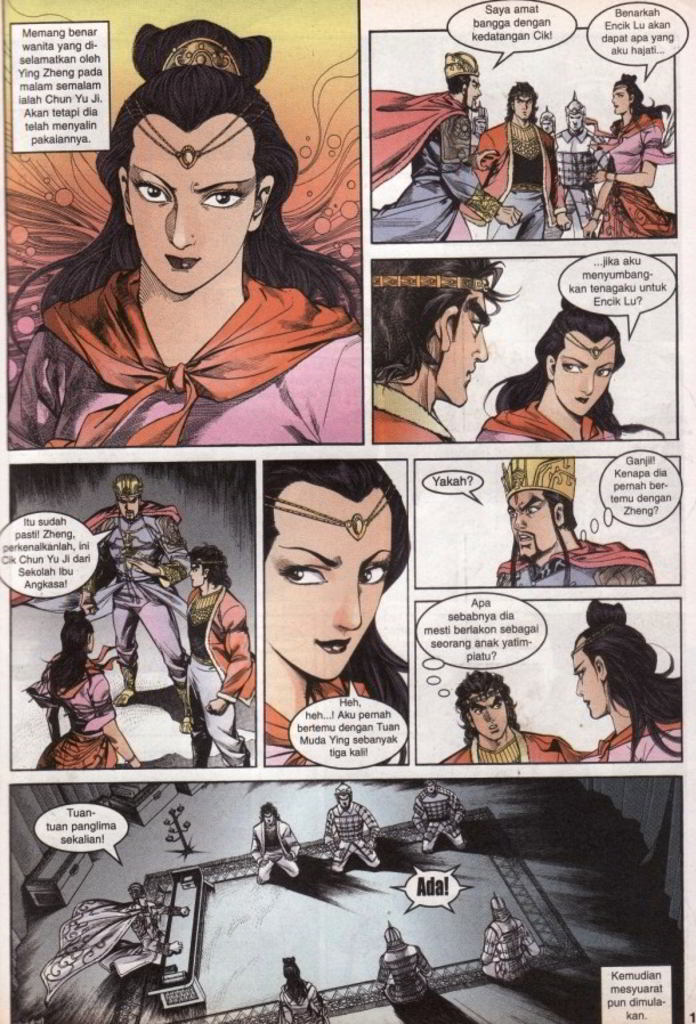 Memang benar
wanita yang di-
selamatkan oleh
Ying Zheng pada
malam semalam
ialah Chun Yu Ji.
Akan tetapi dia
telah menyalin
pakaiannya.
Saya amat
bangga dengan
kedatangan Cik!
Benarkah
Encik Lu akan
dapat apa yang
aku hajati...
...jika aku
menyumbang-
kan tenagaku untuk
Encik Lu?
Itu sudah
pasti! Zheng,
perkenalkanlah, ini
Cik Chun Yu Ji dari
Sekolah Ibu
Angkasa!
Heh,
heh...! Aku pernah
bertemu dengan Tuan
Muda Ying sebanyak
tiga kali!
Yakah?
Ganjil!
Kenapa dia
pernah ber-
temu dengan
Zheng?
Apa
sebabnya dia
mesti berlakon sebagai
seorang anak yatim-
piatu?
Tuan-
tuan panglima
sekalian!
Ada!
Kemudian
mesyuarat
pun dimula-
kan.
1